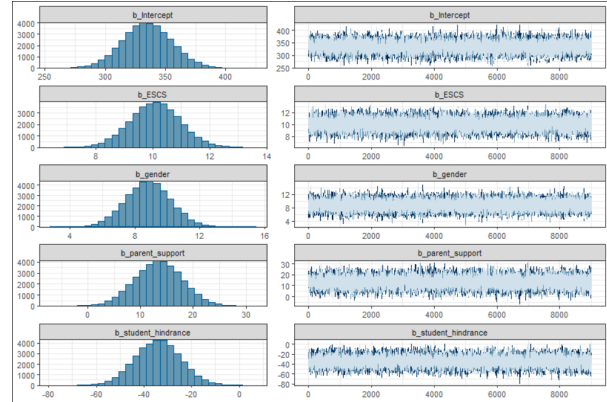 b_Intercept
4000
3000
2000
1000
0
250 300 350 400
b_Intercept
400
350
300
250
0 2000 4000 6000 8000
b_ESCS
3000
2000
1000
0
8 10 12 14
b_ESCS
12
10
8
0 2000 4000 6000 8000
b_gender
4000
3000
2000
1000
0
4 8 12 16
b_gender
12
8
4
0 2000 4000 6000 8000
b_parent_support
4000
3000
2000
1000
0
0 10 20 30
b_parent_support
30
20
10
0
0 2000 4000 6000 8000
b_student_hindrance
4000
3000
2000
1000
0
-80 -60 -40 -20 0
b_student_hindrance
0
-20
-40
-60
-80
0 2000 4000 6000 8000